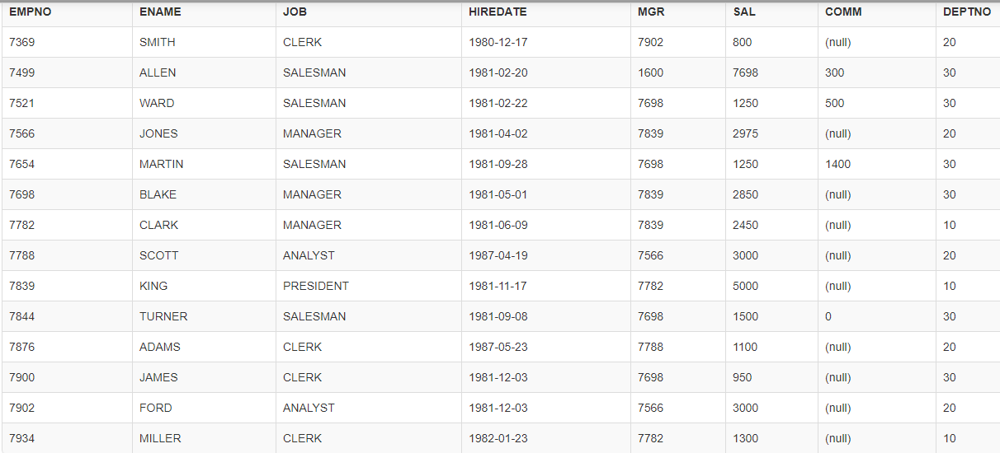 EMPNO ENAME JOB HIREDATE MGR SAL COMM DEPTNO
7369 SMITH CLERK 1980-12-17 7902 800 (null) 20
7499 ALLEN SALESMAN 1981-02-20 1600 7698 300 30
7521 WARD SALESMAN 1981-02-22 7698 1250 500 30
7566 JONES MANAGER 1981-04-02 7839 2975 (null) 20
7654 MARTIN SALESMAN 1981-09-28 7698 1250 1400 30
7698 BLAKE MANAGER 1981-05-01 7839 2850 (null) 30
7782 CLARK MANAGER 1981-06-09 7839 2450 (null) 10
7788 SCOTT ANALYST 1987-04-19 7566 3000 (null) 20
7839 KING PRESIDENT 1981-11-17 7782 5000 (null) 10
7844 TURNER SALESMAN 1981-09-08 7698 1500 0 30
7876 ADAMS CLERK 1987-05-23 7788 1100 (null) 20
7900 JAMES CLERK 1981-12-03 7698 950 (null) 30
7902 FORD ANALYST 1981-12-03 7566 3000 (null) 20
7934 MILLER CLERK 1982-01-23 7782 1300 (null) 10